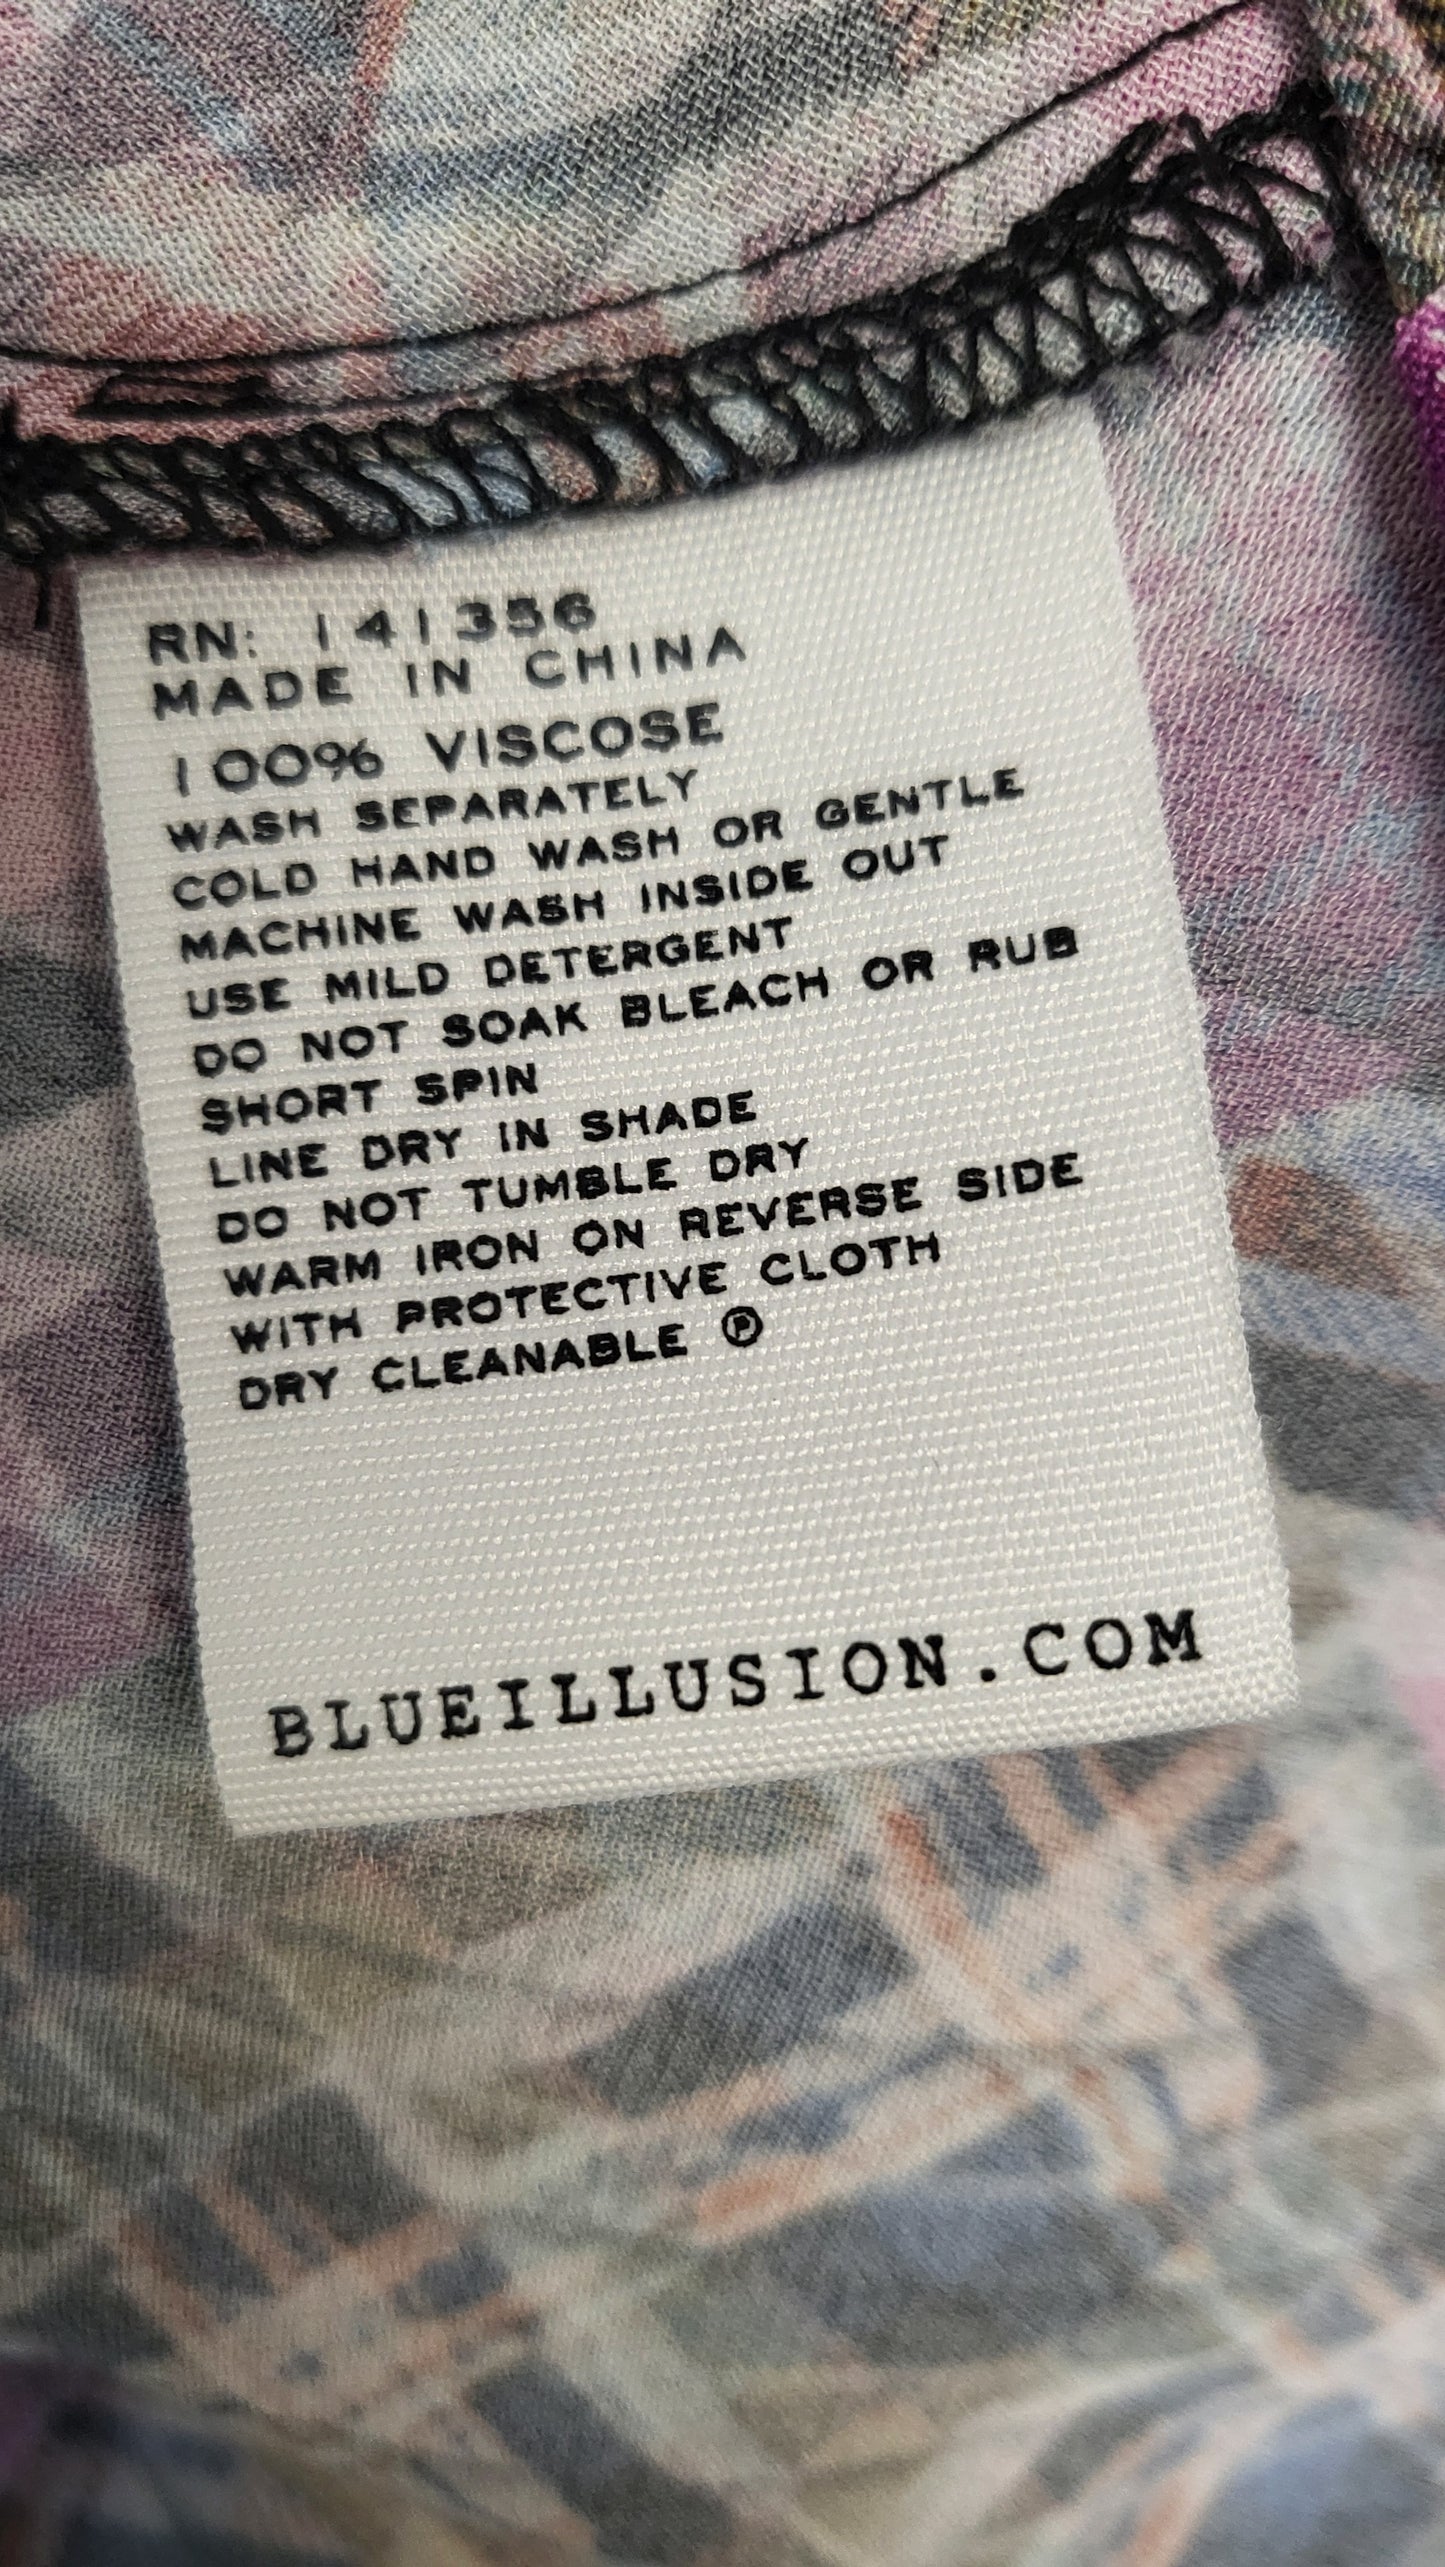 RN: 141356
MADE IN CHINA
100% VISCOSE
WASH SEPARATELY
COLD HAND WASH OR GENTLE
MACHINE WASH INSIDE OUT
USE MILD DETERGENT
DO NOT SOAK BLEACH OR RUB
SHORT SPIN
LINE DRY IN SHADE
DO NOT TUMBLE DRY
WARM IRON ON REVERSE SIDE
WITH PROTECTIVE CLOTH
DRY CLEANABLE Ⓟ
BLUEILLUSION.COM